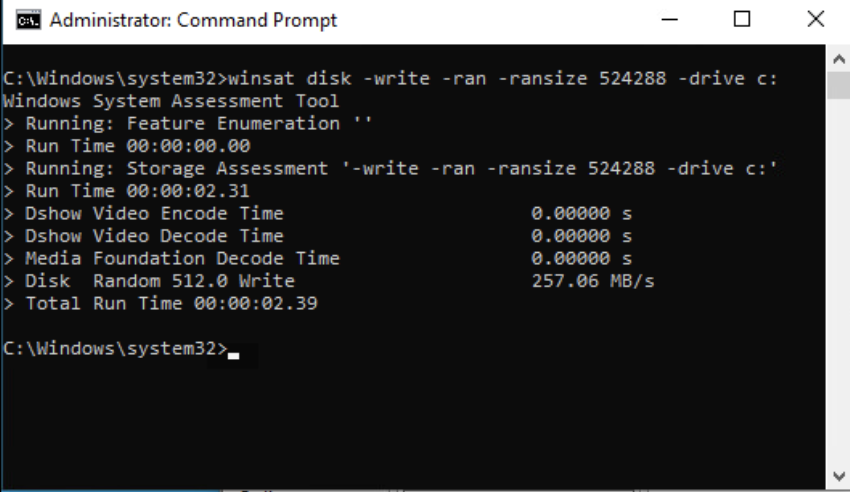 Administrator: Command Prompt
C:\Windows\system32>winsat disk -write -ran -ransize 524288 -drive c:
Windows System Assessment Tool
> Running: Feature Enumeration ''
> Run Time 00:00:00.00
> Running: Storage Assessment '-write -ran -ransize 524288 -drive c:'
> Run Time 00:00:02.31
> Dshow Video Encode Time 0.00000 s
> Dshow Video Decode Time 0.00000 s
> Media Foundation Decode Time 0.00000 s
> Disk  Random 512.0 Write 257.06 MB/s
> Total Run Time 00:00:02.39
C:\Windows\system32>